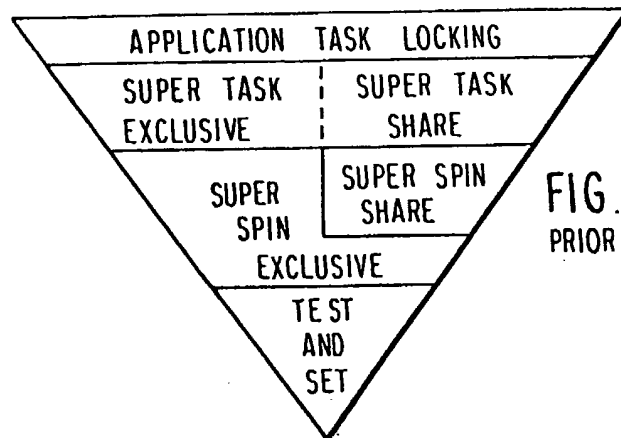 APPLICATION TASK LOCKING
SUPER TASK
EXCLUSIVE
SUPER TASK
SHARE
SUPER
SPIN
EXCLUSIVE
SUPER SPIN
SHARE
TEST
AND
SET
FIG.
PRIOR